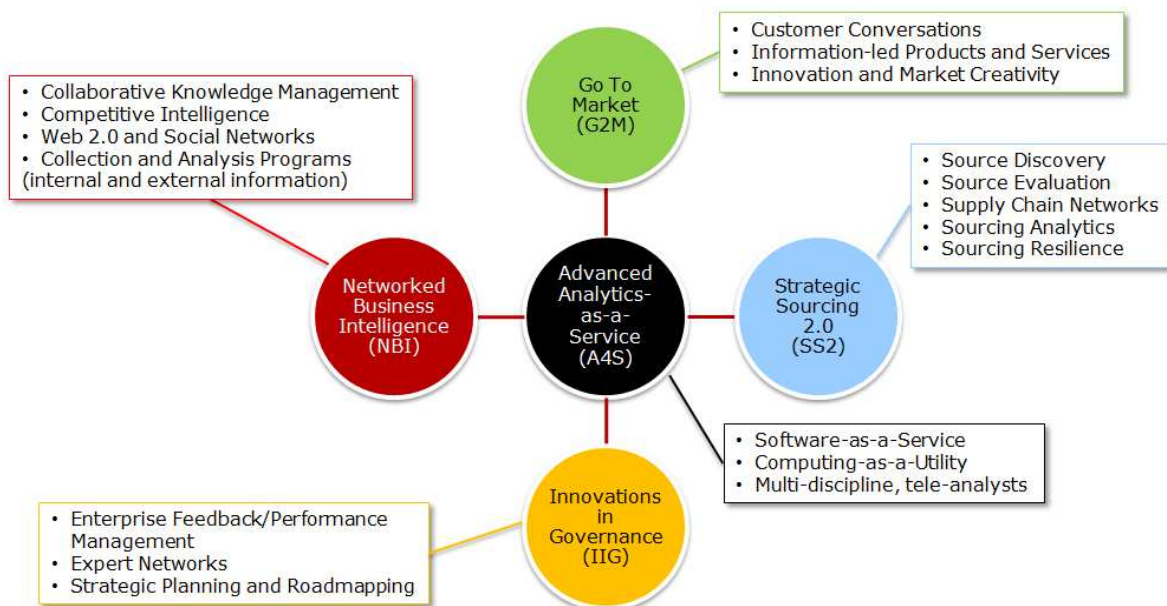 • Customer Conversations
• Information-led Products and Services
• Innovation and Market Creativity
Go To
Market
(G2M)
• Collaborative Knowledge Management
• Competitive Intelligence
• Web 2.0 and Social Networks
• Collection and Analysis Programs
(internal and external information)
• Source Discovery
• Source Evaluation
• Supply Chain Networks
• Sourcing Analytics
• Sourcing Resilience
Networked
Business
Intelligence
(NBI)
Advanced
Analytics-
as-a-
Service
(A4S)
Strategic
Sourcing
2.0
(SS2)
• Software-as-a-Service
• Computing-as-a-Utility
• Multi-discipline, tele-analysts
Innovations
in
Governance
(IIG)
• Enterprise Feedback/Performance
Management
• Expert Networks
• Strategic Planning and Roadmapping